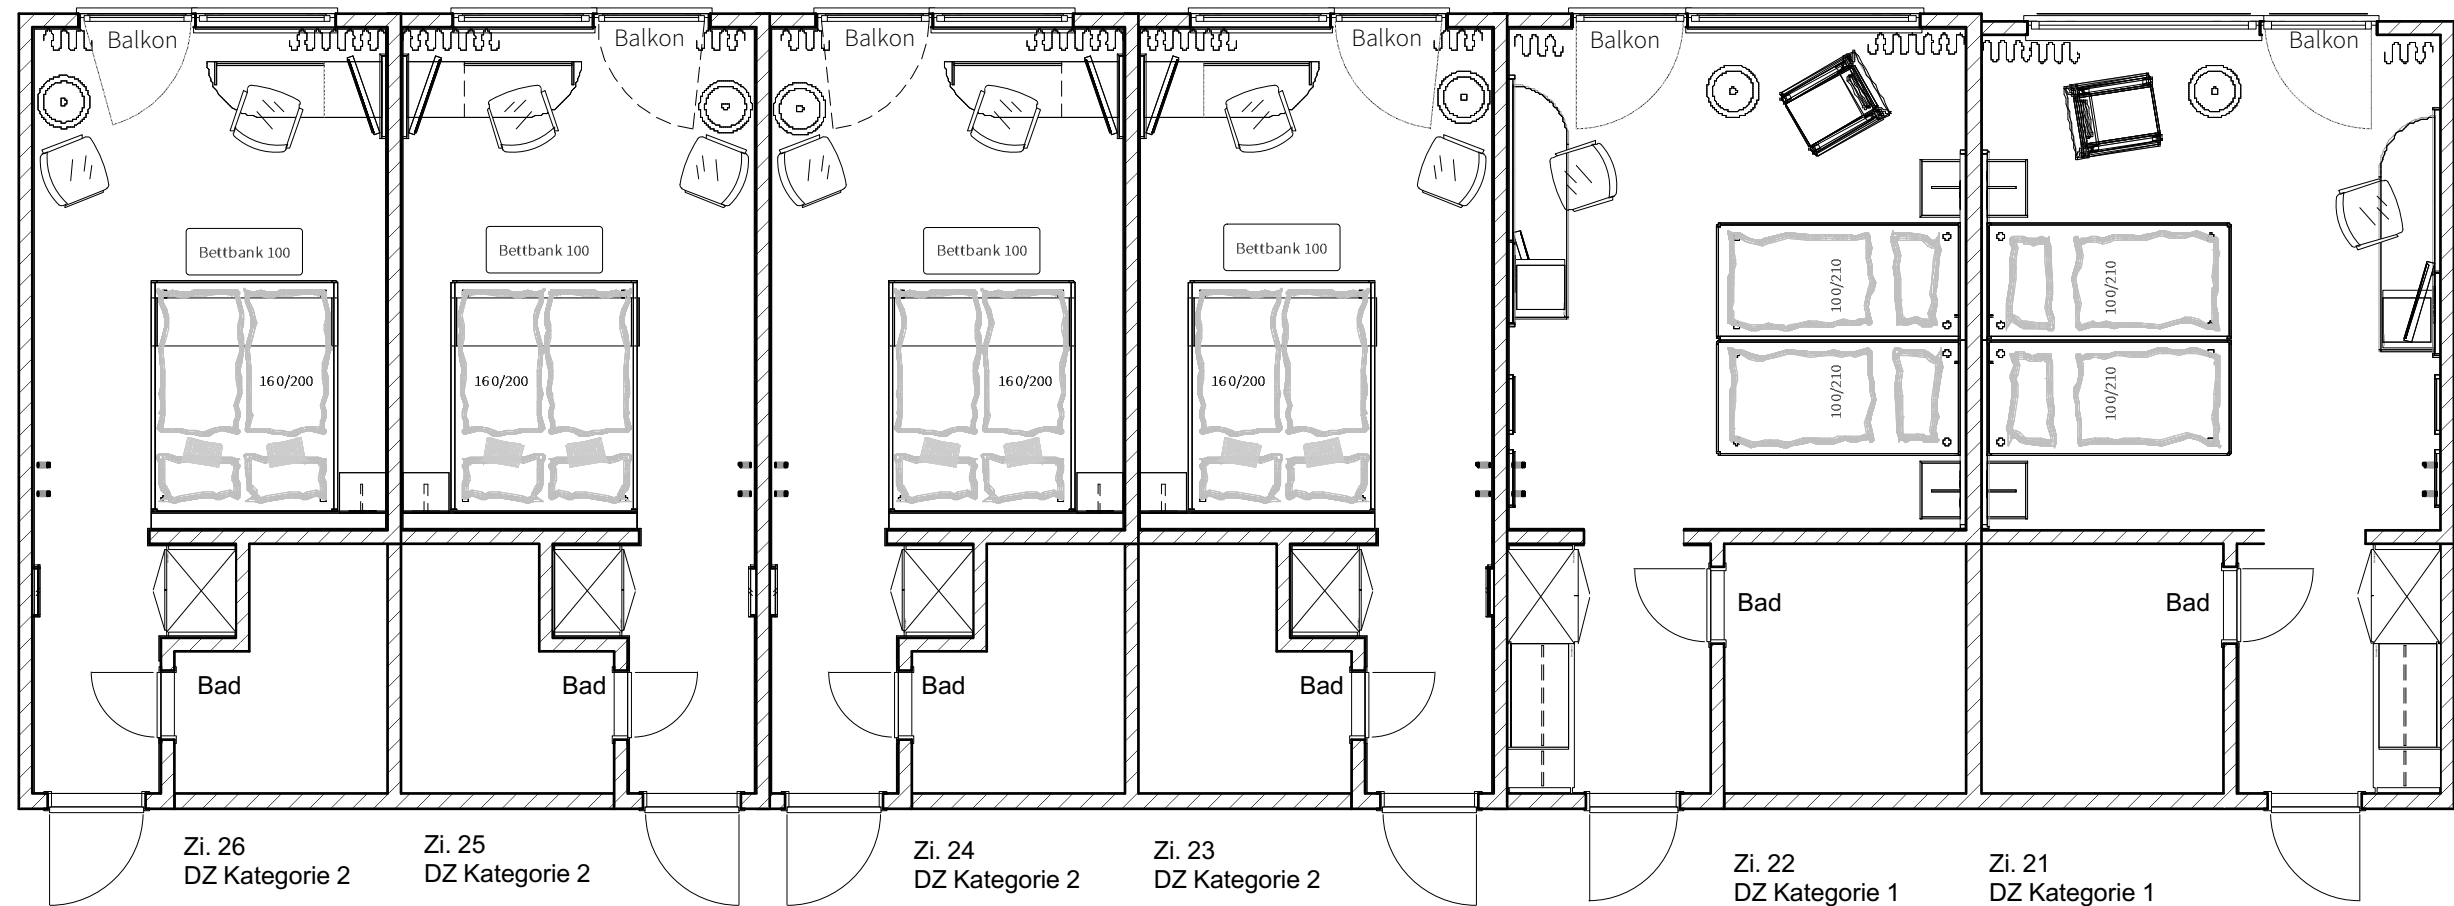 Balkon
Balkon
Balkon
Balkon
Balkon
Balkon
Bettbank 100
Bettbank 100
Bettbank 100
Bettbank 100
100/210
100/210
160/200
160/200
160/200
160/200
100/210
100/210
Bad
Bad
Bad
Bad
Bad
Bad
Zi. 26
DZ Kategorie 2
Zi. 25
DZ Kategorie 2
Zi. 24
DZ Kategorie 2
Zi. 23
DZ Kategorie 2
Zi. 22
DZ Kategorie 1
Zi. 21
DZ Kategorie 1